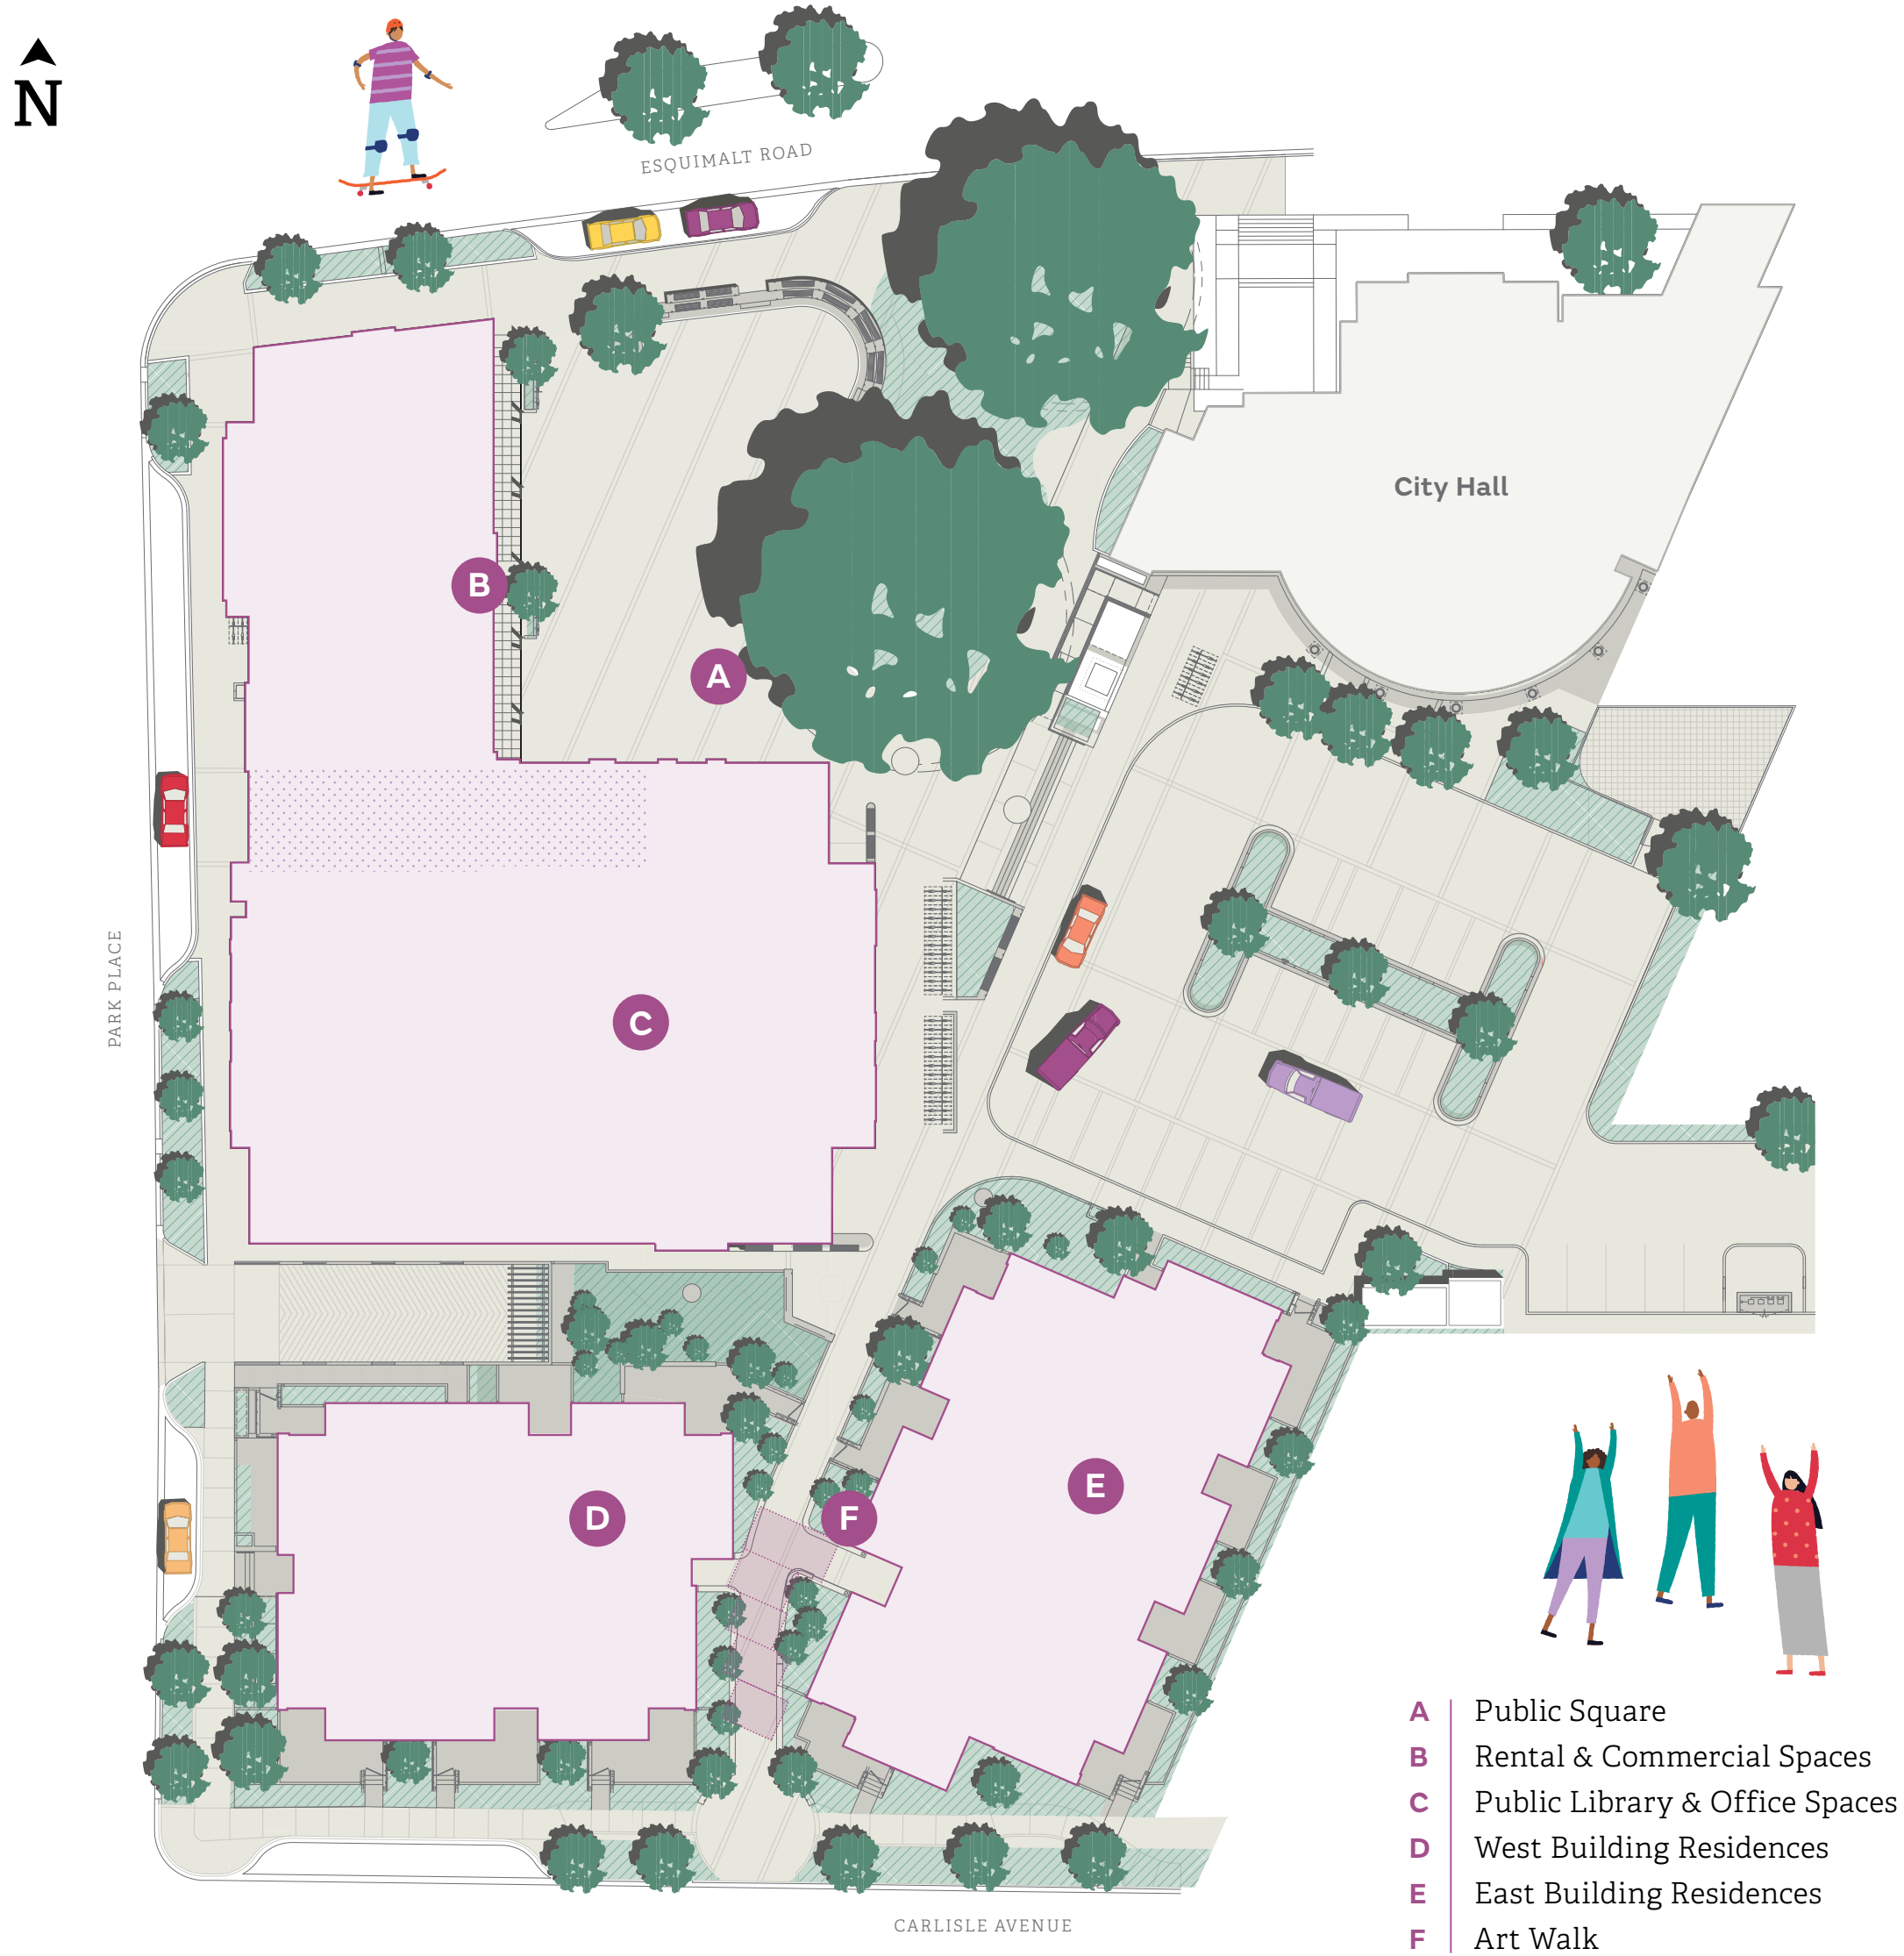 N
ESQUIMALT ROAD
City Hall
B
A
PARK PLACE
C
D
F
E
A Public Square
B Rental & Commercial Spaces
C Public Library & Office Spaces
D West Building Residences
E East Building Residences
F Art Walk
CARLISLE AVENUE